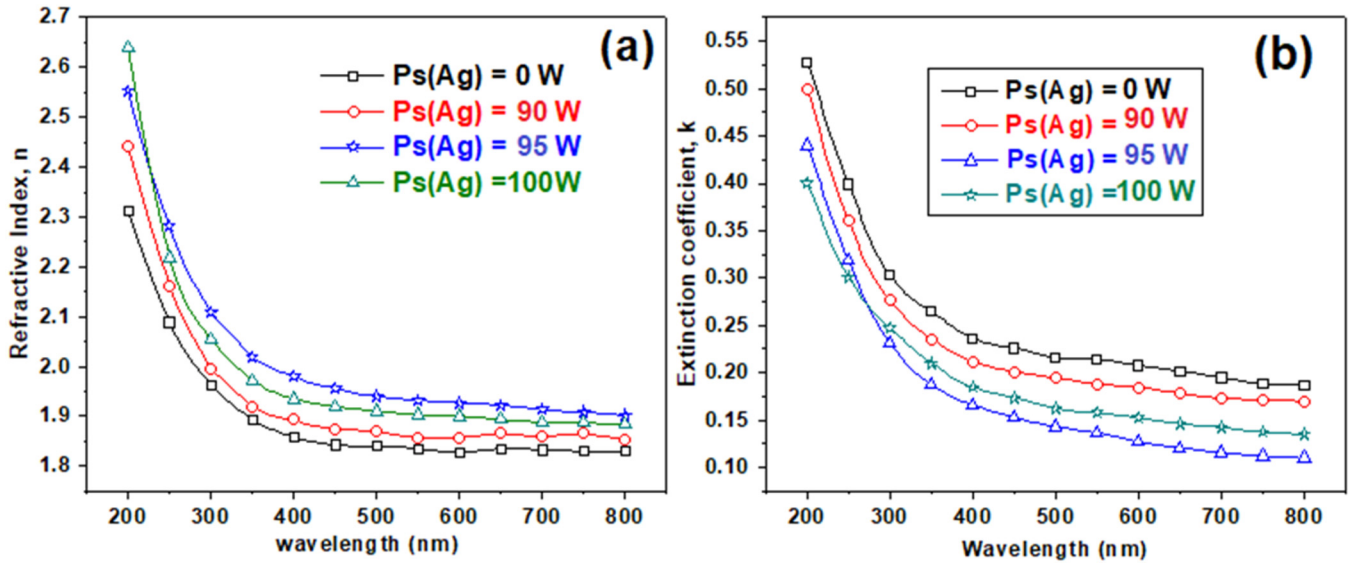 (a)
Refractive Index, n
2.7
2.6
2.5
2.4
2.3
2.2
2.1
2.0
1.9
1.8
Ps(Ag) = 0 W
Ps(Ag) = 90 W
Ps(Ag) = 95 W
Ps(Ag) =100W
200 300 400 500 600 700 800
wavelength (nm)
(b)
Extinction coefficient, k
0.55
0.50
0.45
0.40
0.35
0.30
0.25
0.20
0.15
0.10
Ps(Ag) = 0 W
Ps(Ag) = 90 W
Ps(Ag) = 95 W
Ps(Ag) =100 W
200 300 400 500 600 700 800
Wavelength (nm)